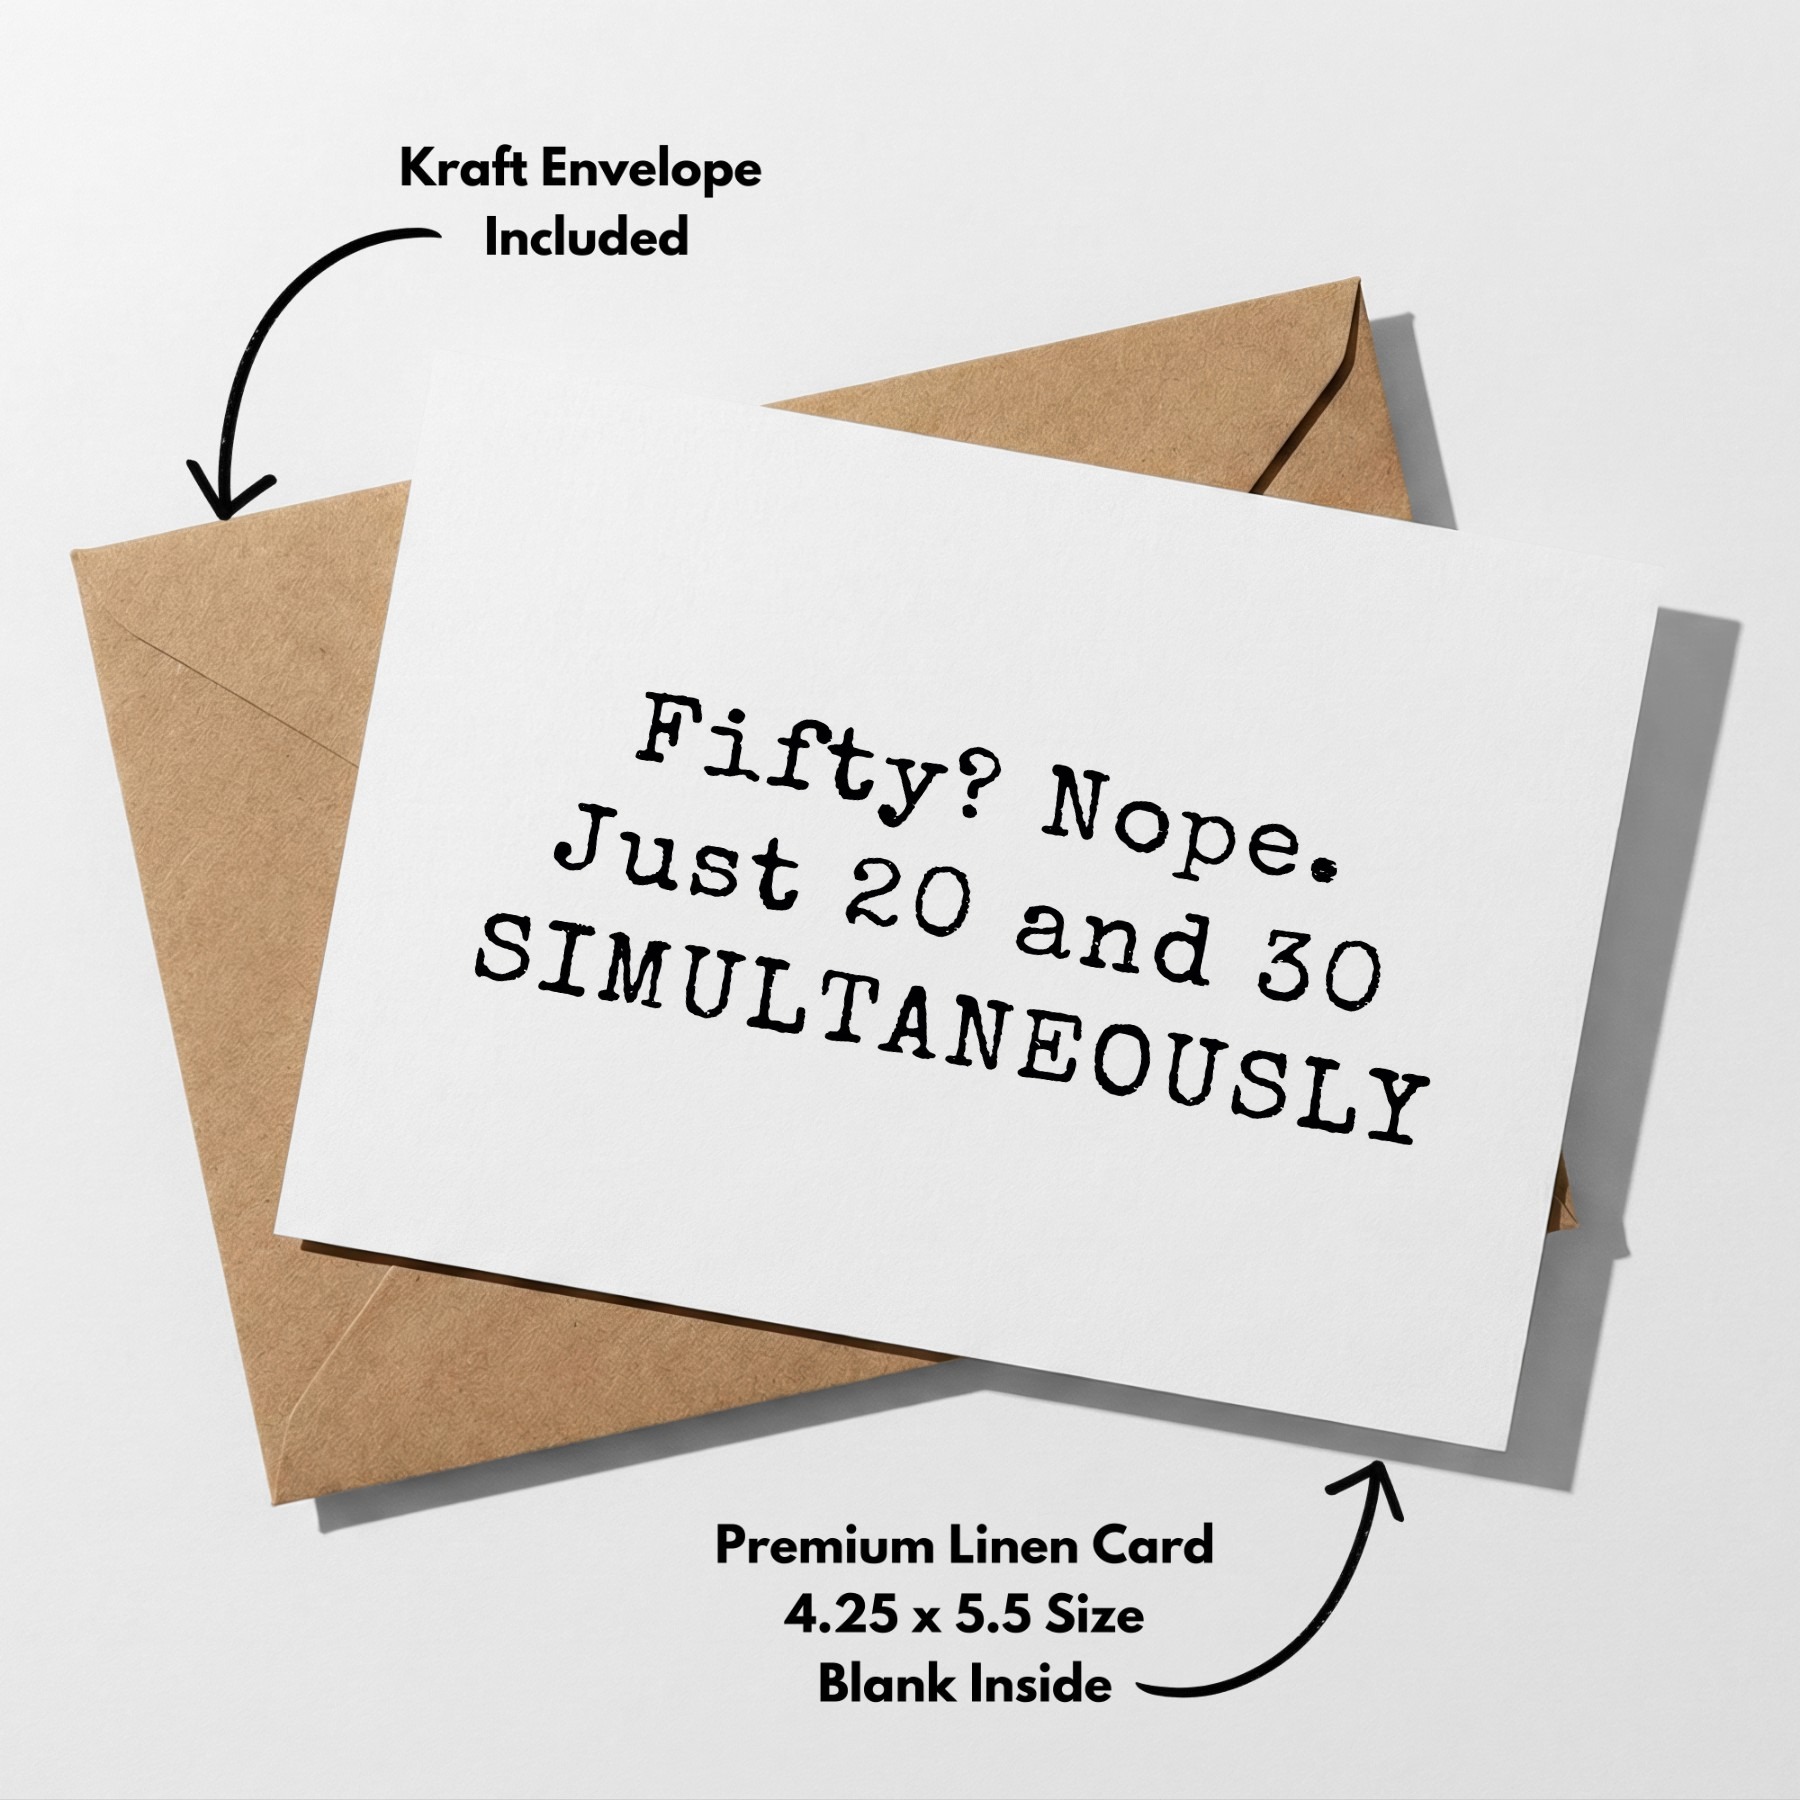 Kraft Envelope
Included
Fifty? Nope.
Just 20 and 30
SIMULTANEOUSLY
Premium Linen Card
4.25 x 5.5 Size
Blank Inside